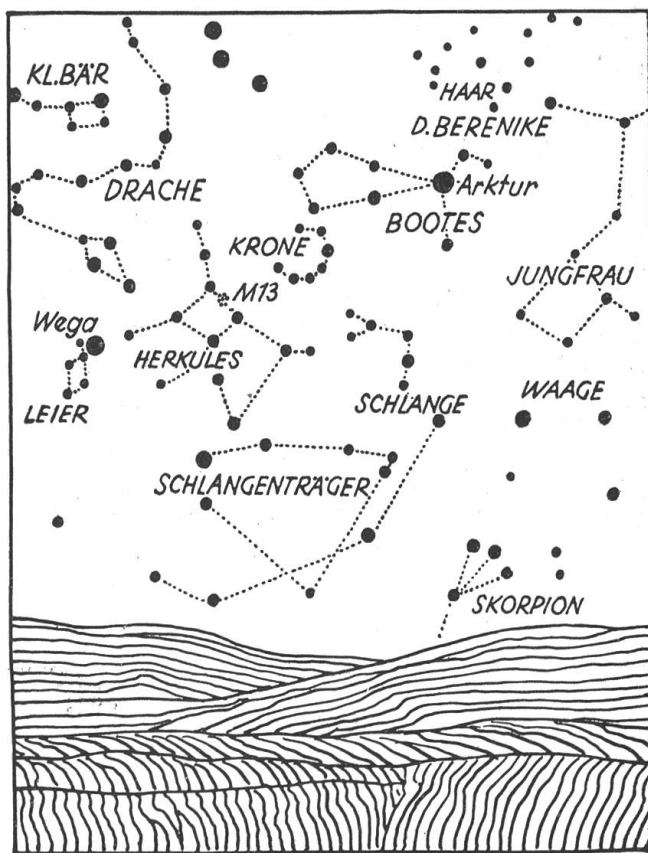 KL.BÄR
HAAR
D.BERENIKE
DRACHE
Arktur
BOOTES
KRONE
JUNGFRAU
M13
Wega
HERKULES
LEIER
SCHLANGE
WAAGE
SCHLANGENTRÄGER
SKORPION